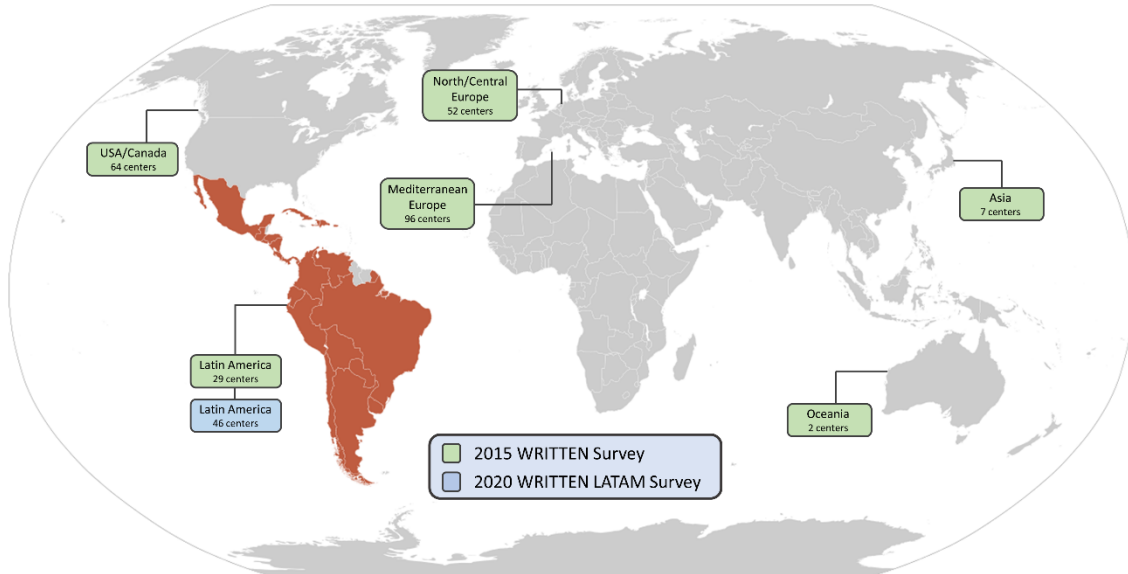 North/Central
Europe
52 centers
USA/Canada
64 centers
Mediterranean
Europe
96 centers
Asia
7 centers
Latin America
29 centers
Latin America
46 centers
Oceania
2 centers
2015 WRITTEN Survey
2020 WRITTEN LATAM Survey